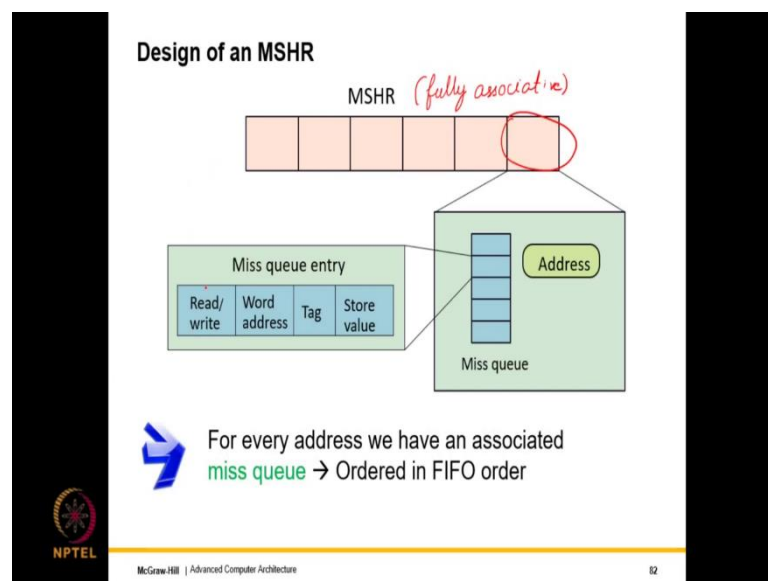 Design of an MSHR
MSHR (fully associative)
Miss queue entry
Read/
write
Word
address
Tag
Store
value
Address
Miss queue
For every address we have an associated
miss queue → Ordered in FIFO order
NPTEL
McGraw-Hill | Advanced Computer Architecture
82